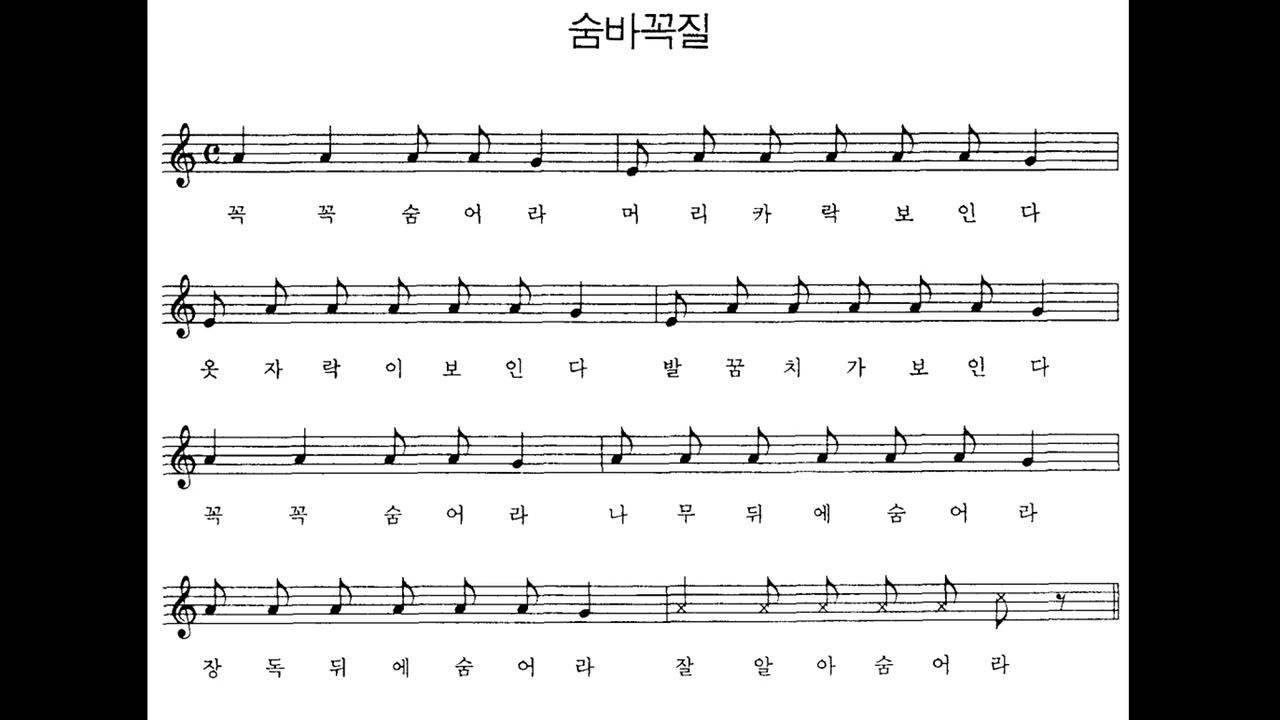 숨바꼭질
꼭 꼭 숨 어 라 머 리 카 락 보 인 다
옷 자 락 이 보 인 다 발 꿈 치 가 보 인 다
꼭 꼭 숨 어 라 나 무 뒤 에 숨 어 라
장 독 뒤 에 숨 어 라 잘 알 아 숨 어 라